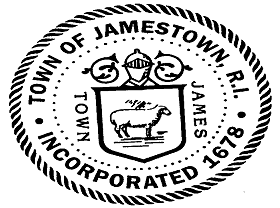 • TOWN OF JAMESTOWN, R.I. •
JAMES
TOWN
INCORPORATED 1678